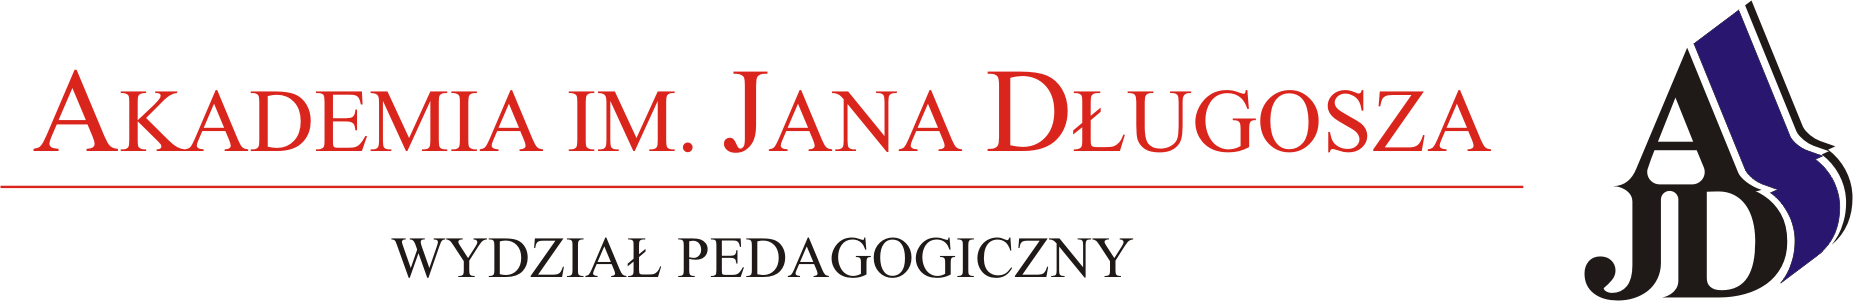 AKADEMIA IM. JANA DŁUGOSZA
WYDZIAŁ PEDAGOGICZNY
AJD